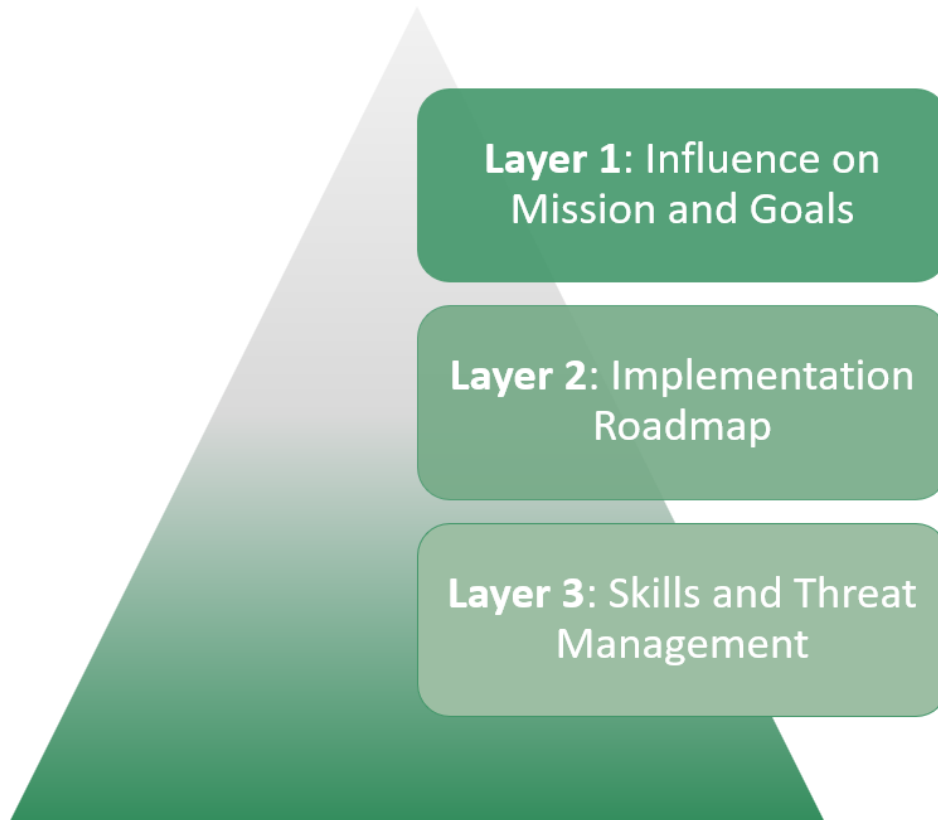 Layer 1: Influence on
Mission and Goals
Layer 2: Implementation
Roadmap
Layer 3: Skills and Threat
Management